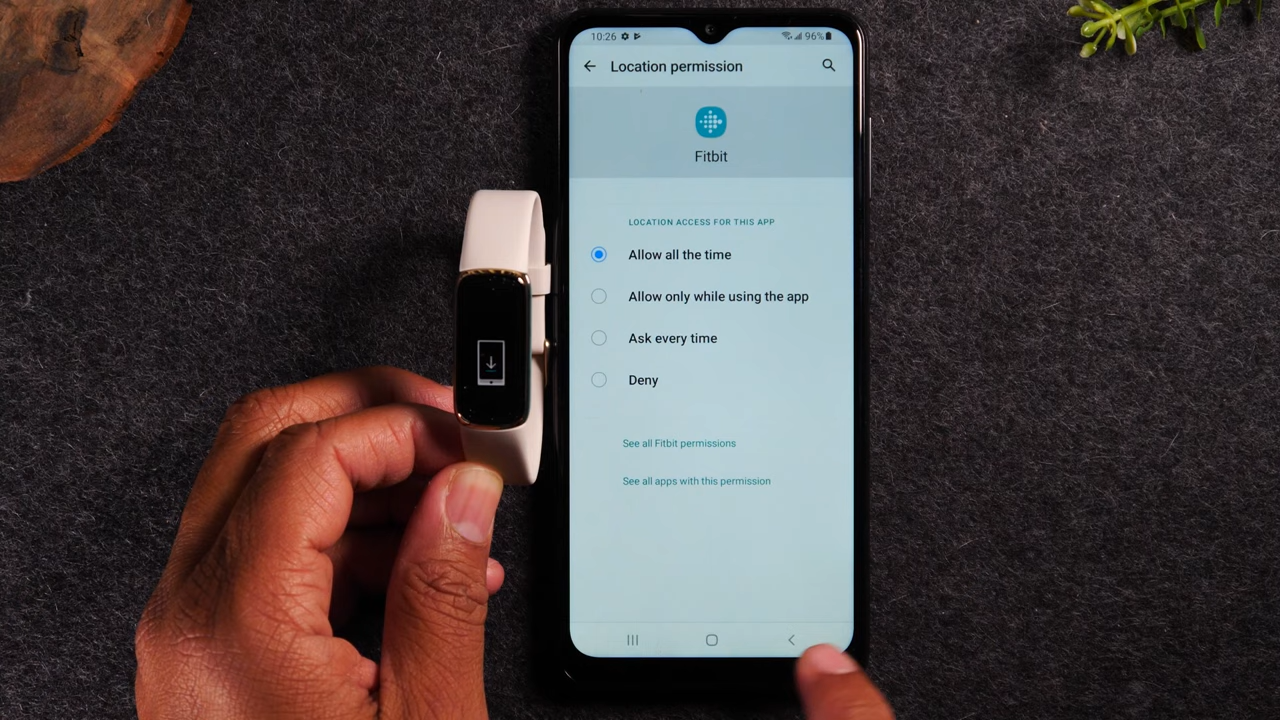 10:26 96%
Location permission
Fitbit
LOCATION ACCESS FOR THIS APP
Allow all the time
Allow only while using the app
Ask every time
Deny
See all Fitbit permissions
See all apps with this permission